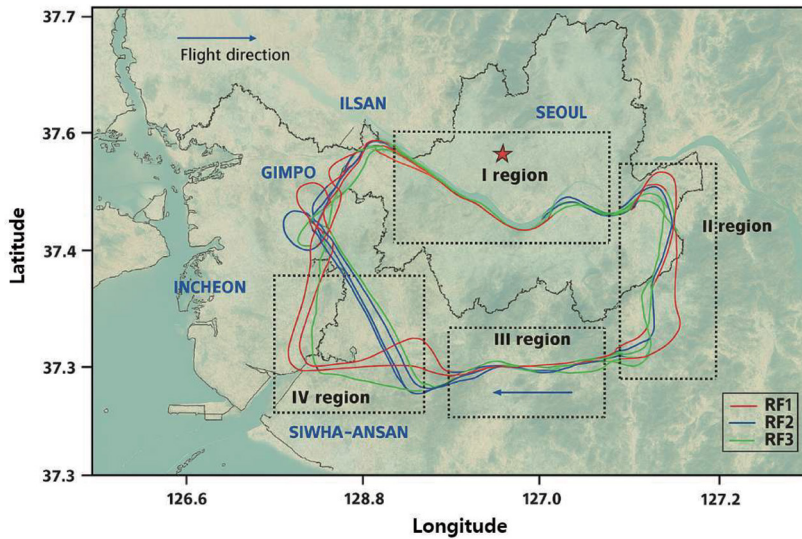 37.7
Flight direction
ILSAN
SEOUL
37.6
GIMPO
I region
II region
Latitude
37.4
INCHEON
III region
37.3
IV region
RF1
RF2
RF3
SIWHA-ANSAN
37.3
126.6
128.8
127.0
127.2
Longitude